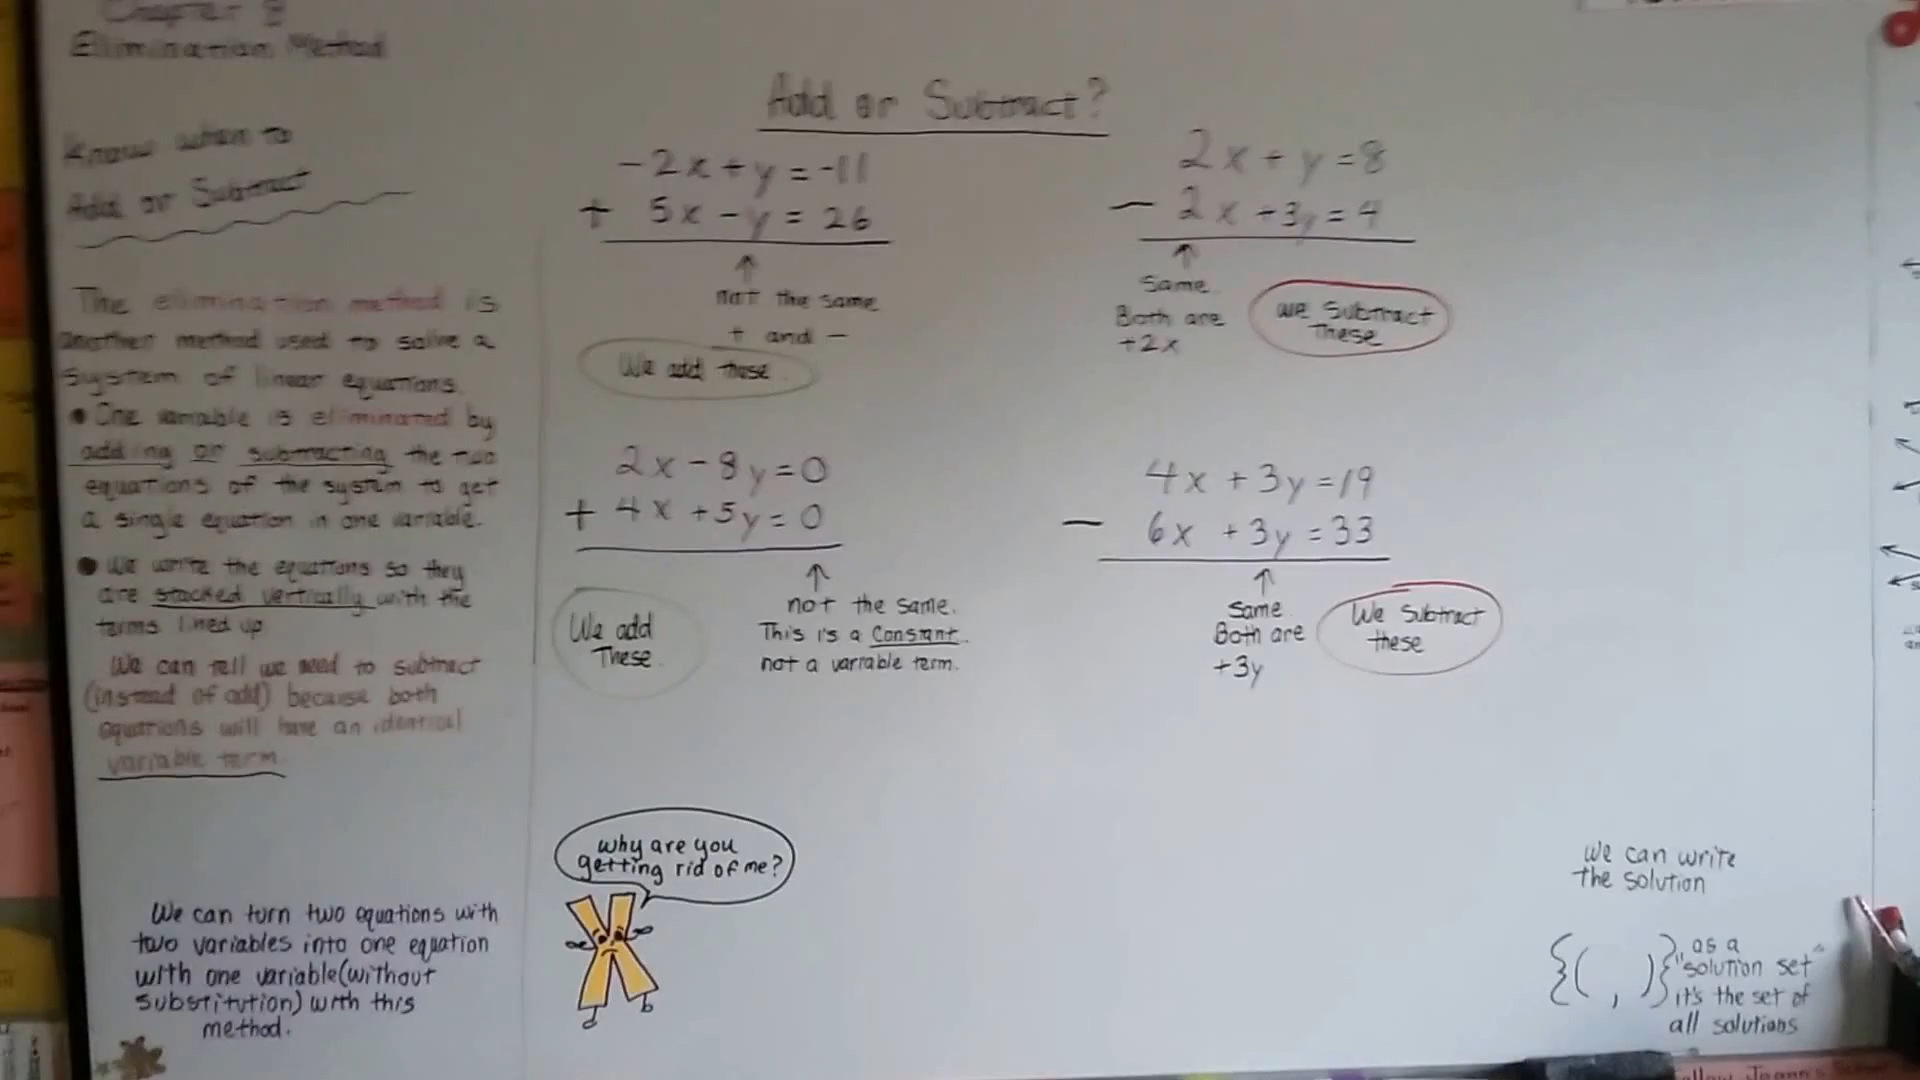 Chapter 8
Elimination Method
Know when to
Add or Subtract
The elimination method is
another method used to solve a
system of linear equations.
• One variable is eliminated by
adding or subtracting the two
equations of the system to get
a single equation in one variable.
• We write the equations so they
are stacked vertically with the
terms lined up
We can tell we need to subtract
(instead of add) because both
equations will have an identical
variable term
We can turn two equations with
two variables into one equation
with one variable (without
substitution) with this
method.
Add or Subtract?
-2x + y = -11
+ 5x - y = 26
↑
not the same
+ and -
We add these.
2x + y = 8
- 2x + 3y = 4
↑
Same.
Both are
+2x
We subtract
these
2x - 8y = 0
+ 4x + 5y = 0
↑
not the same.
This is a constant.
not a variable term.
We add
These.
4x + 3y = 19
- 6x + 3y = 33
↑
Same.
Both are
+3y
We subtract
these
why are you
getting rid of me?
We can write
the solution
{( , )} as a
"solution set"
it's the set of
all solutions